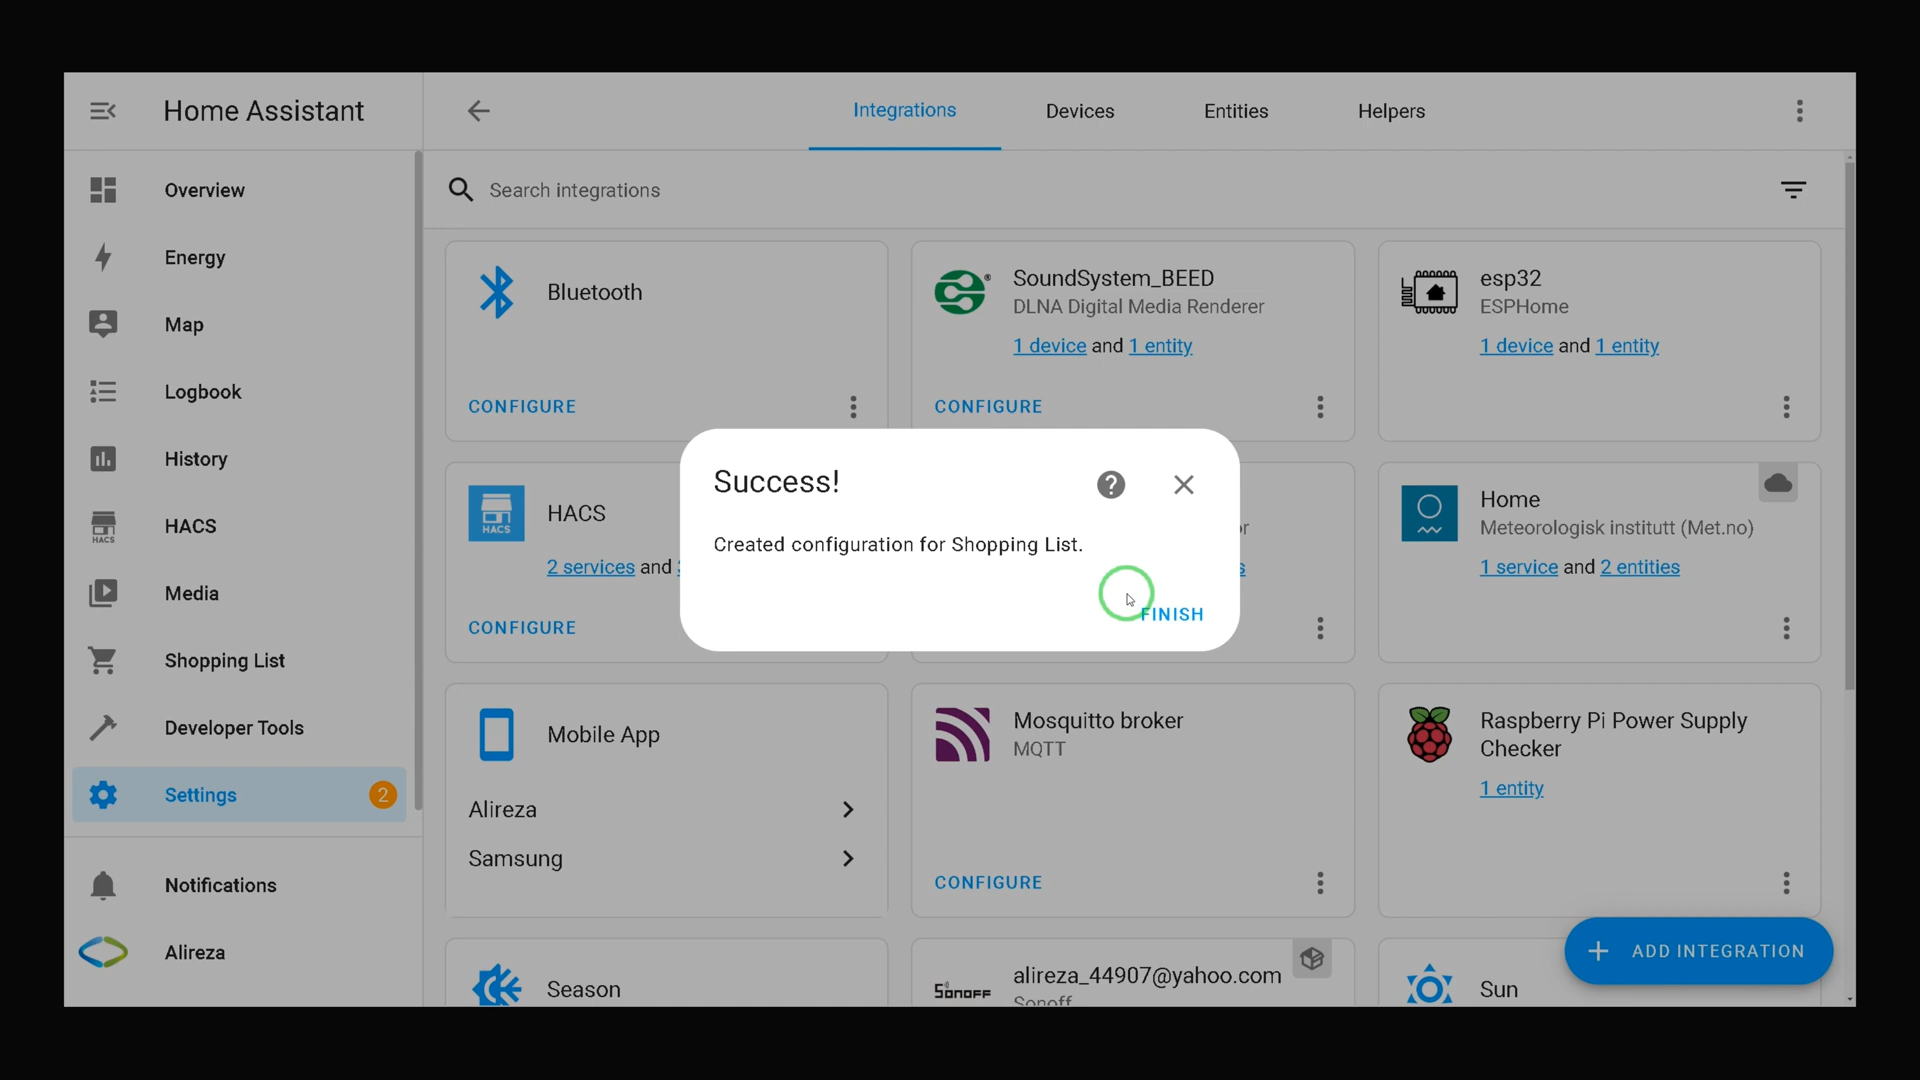 Home Assistant
Integrations
Devices
Entities
Helpers
Search integrations
Overview
Energy
Map
Logbook
History
HACS
Media
Shopping List
Developer Tools
Settings
2
Notifications
Alireza
Bluetooth
CONFIGURE
SoundSystem_BEED
DLNA Digital Media Renderer
1 device and 1 entity
CONFIGURE
esp32
ESPHome
1 device and 1 entity
HACS
HACS
2 services and
CONFIGURE
Success!
Created configuration for Shopping List.
FINISH
Home
Meteorologisk institutt (Met.no)
1 service and 2 entities
Mobile App
Alireza
Samsung
Mosquitto broker
MQTT
CONFIGURE
Raspberry Pi Power Supply
Checker
1 entity
Season
SONOFF
alireza_44907@yahoo.com
Sonoff
Sun
ADD INTEGRATION